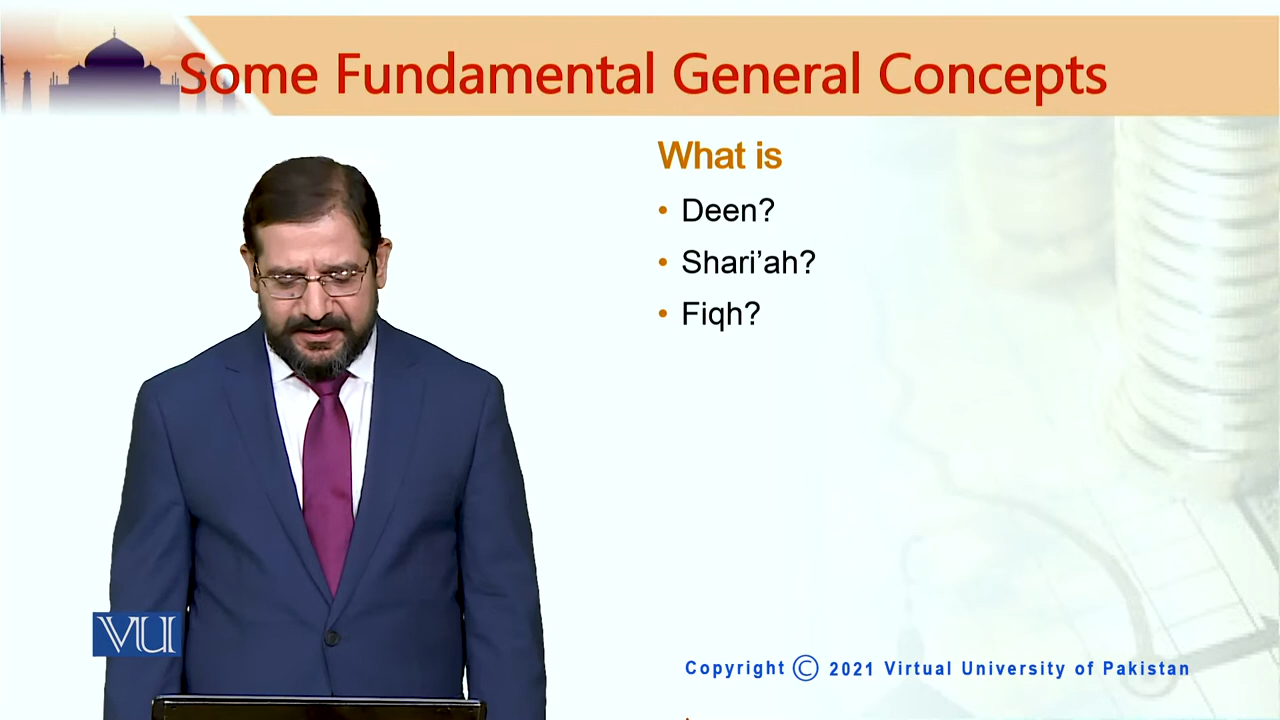 Some Fundamental General Concepts
What is
• Deen?
• Shari’ah?
• Fiqh?
VU
Copyright © 2021 Virtual University of Pakistan